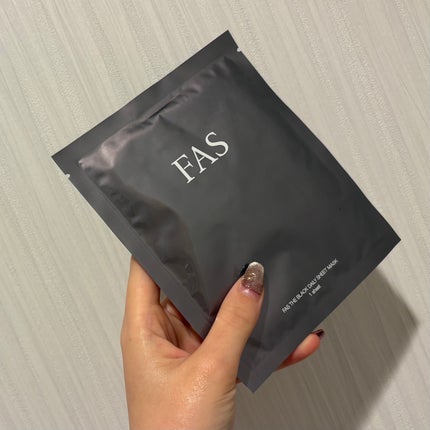 FAS
FAS THE BLACK DAILY SHEET MASK
1 sheet